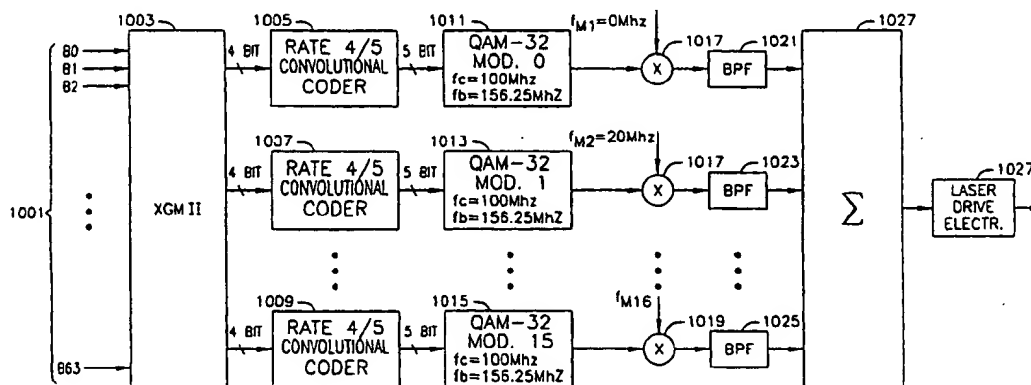 1003
B0
B1
B2
1001
B63
XGM II
4 BIT
1005
RATE 4/5
CONVOLUTIONAL
CODER
5 BIT
1011
QAM-32
MOD. 0
fc=100Mhz
fb=156.25MhZ
fM1=0Mhz
1017
X
1021
BPF
4 BIT
1007
RATE 4/5
CONVOLUTIONAL
CODER
5 BIT
1013
QAM-32
MOD. 1
fc=100Mhz
fb=156.25MhZ
fM2=20Mhz
1017
X
1023
BPF
4 BIT
1009
RATE 4/5
CONVOLUTIONAL
CODER
5 BIT
1015
QAM-32
MOD. 15
fc=100Mhz
fb=156.25MhZ
fM16
1019
X
1025
BPF
1027
Σ
1027
LASER
DRIVE
ELECTR.